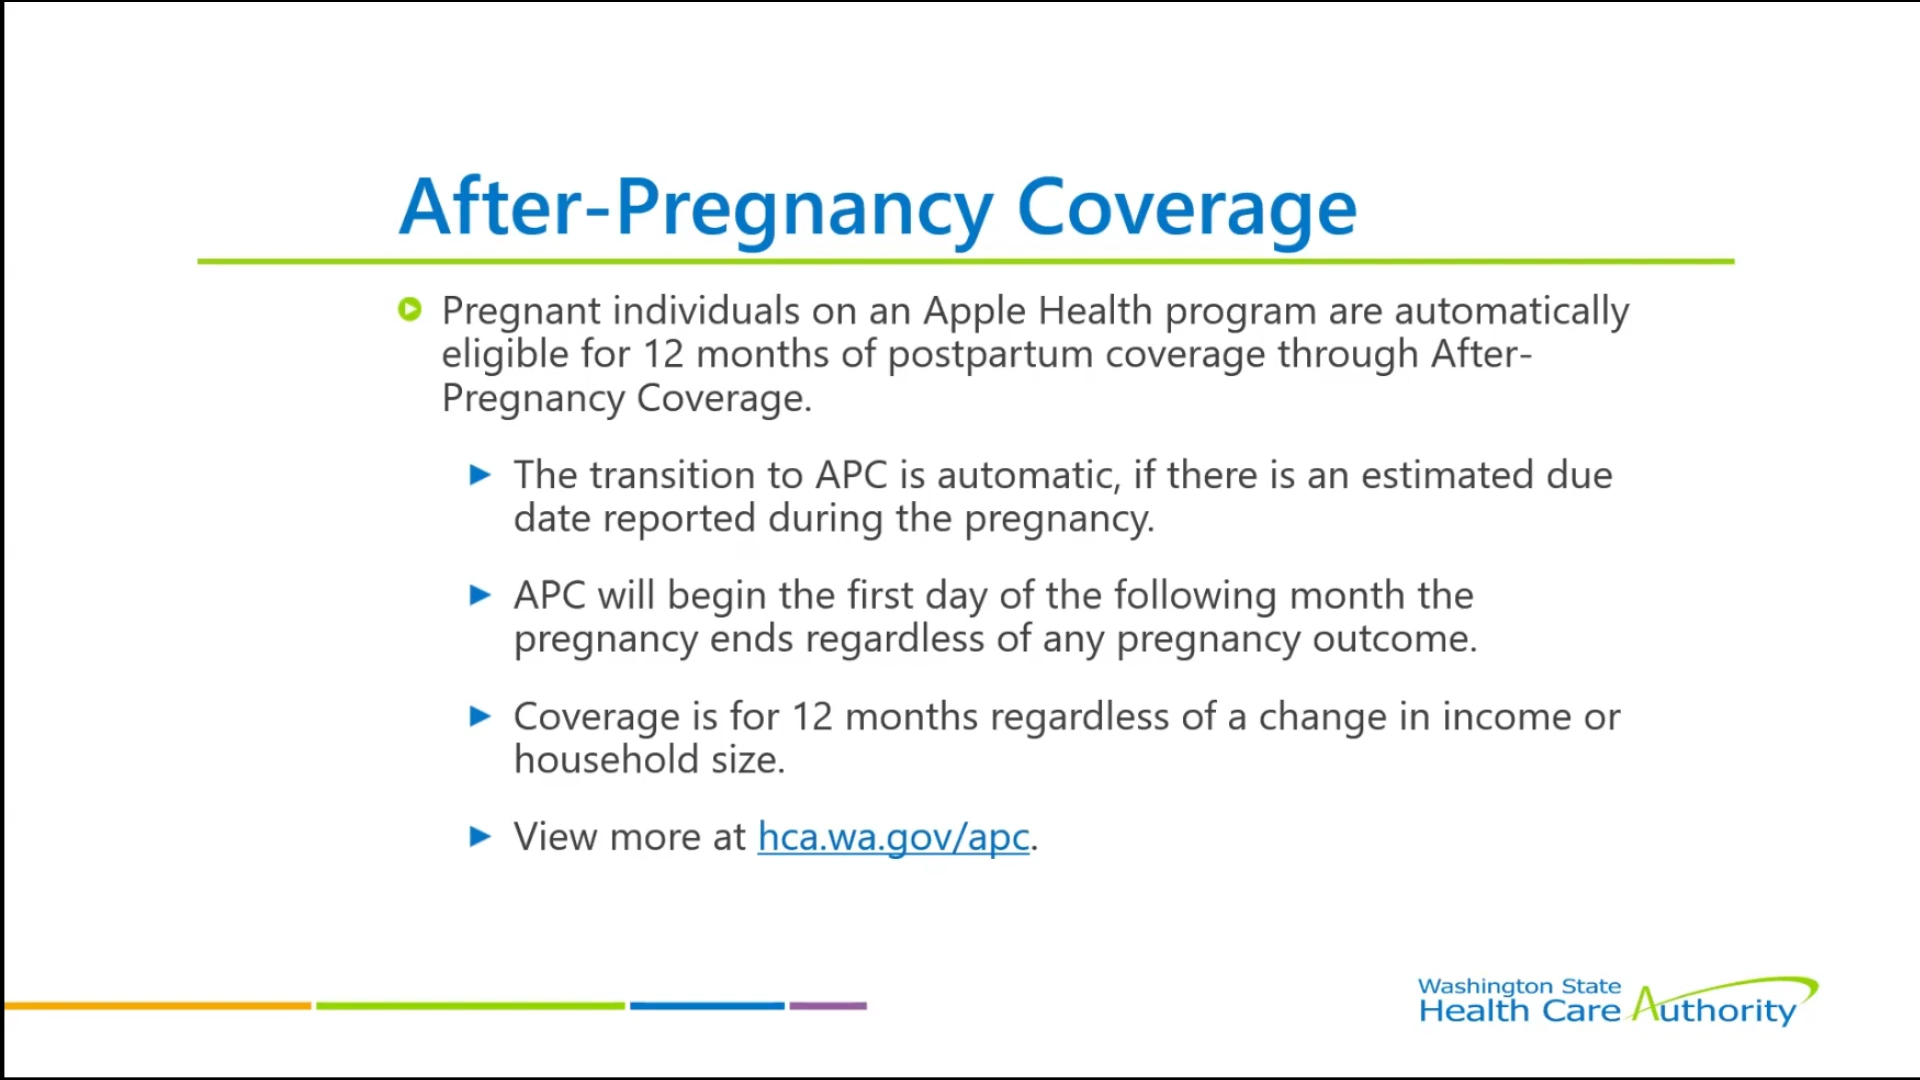 After-Pregnancy Coverage
Pregnant individuals on an Apple Health program are automatically
eligible for 12 months of postpartum coverage through After-
Pregnancy Coverage.
The transition to APC is automatic, if there is an estimated due
date reported during the pregnancy.
APC will begin the first day of the following month the
pregnancy ends regardless of any pregnancy outcome.
Coverage is for 12 months regardless of a change in income or
household size.
View more at hca.wa.gov/apc.
Washington State
Health Care Authority